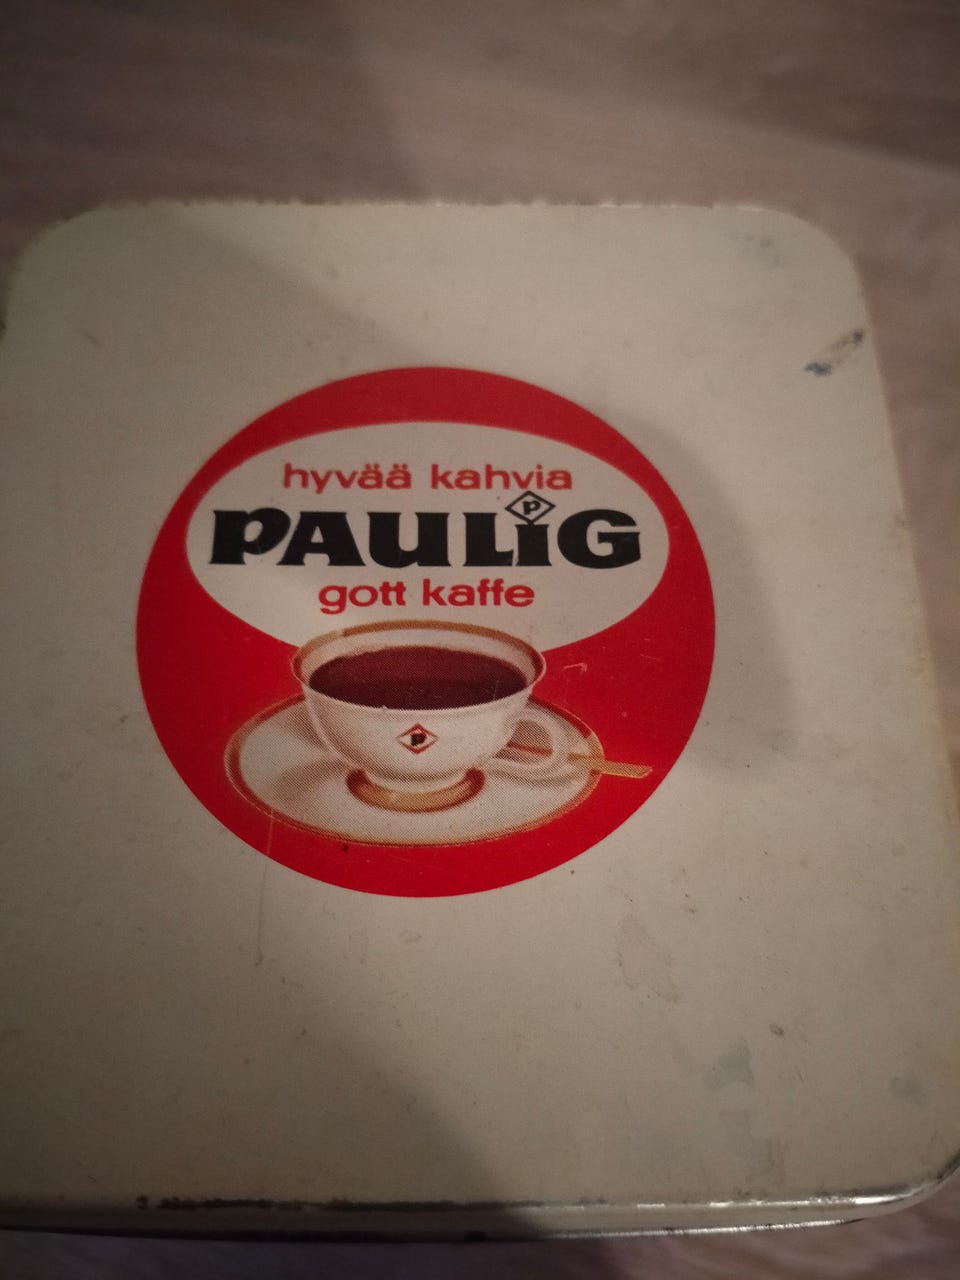 hyvää kahvia
P
PAULiG
gott kaffe
P